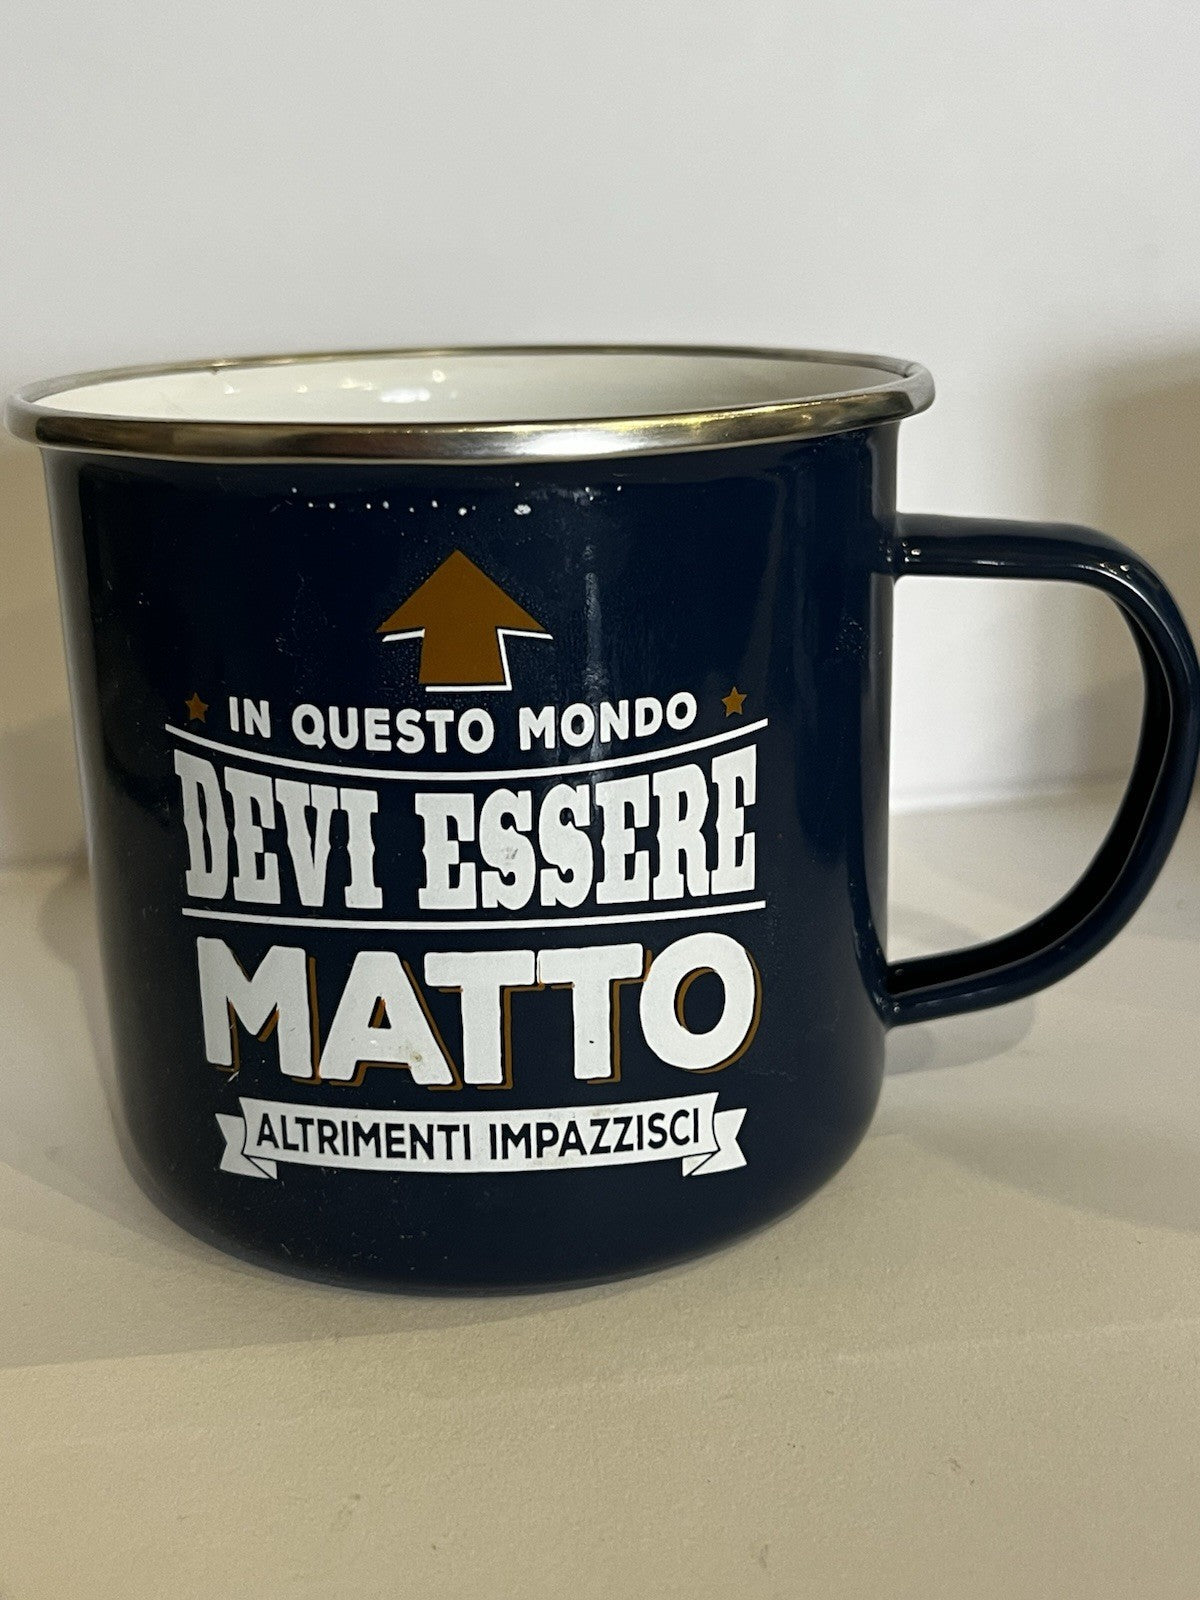 IN QUESTO MONDO
DEVI ESSERE
MATTO
ALTRIMENTI IMPAZZISCI